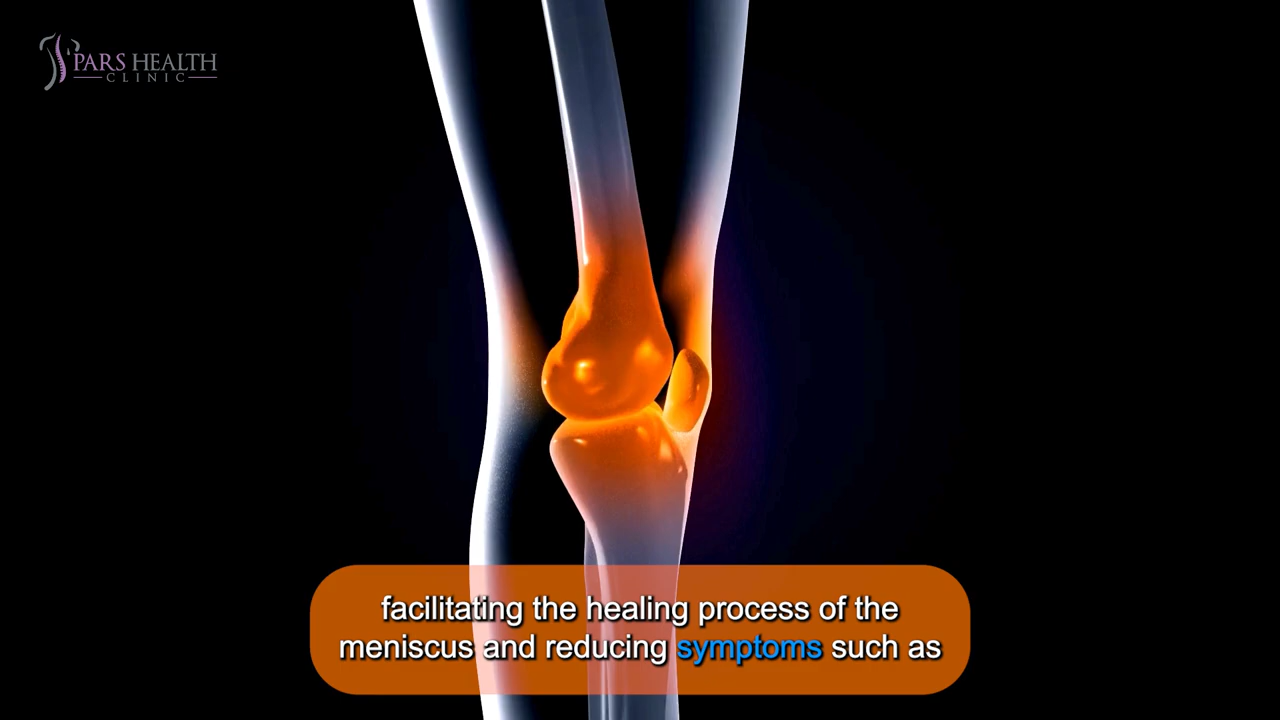 PARS HEALTH
CLINIC
facilitating the healing process of the
meniscus and reducing symptoms such as